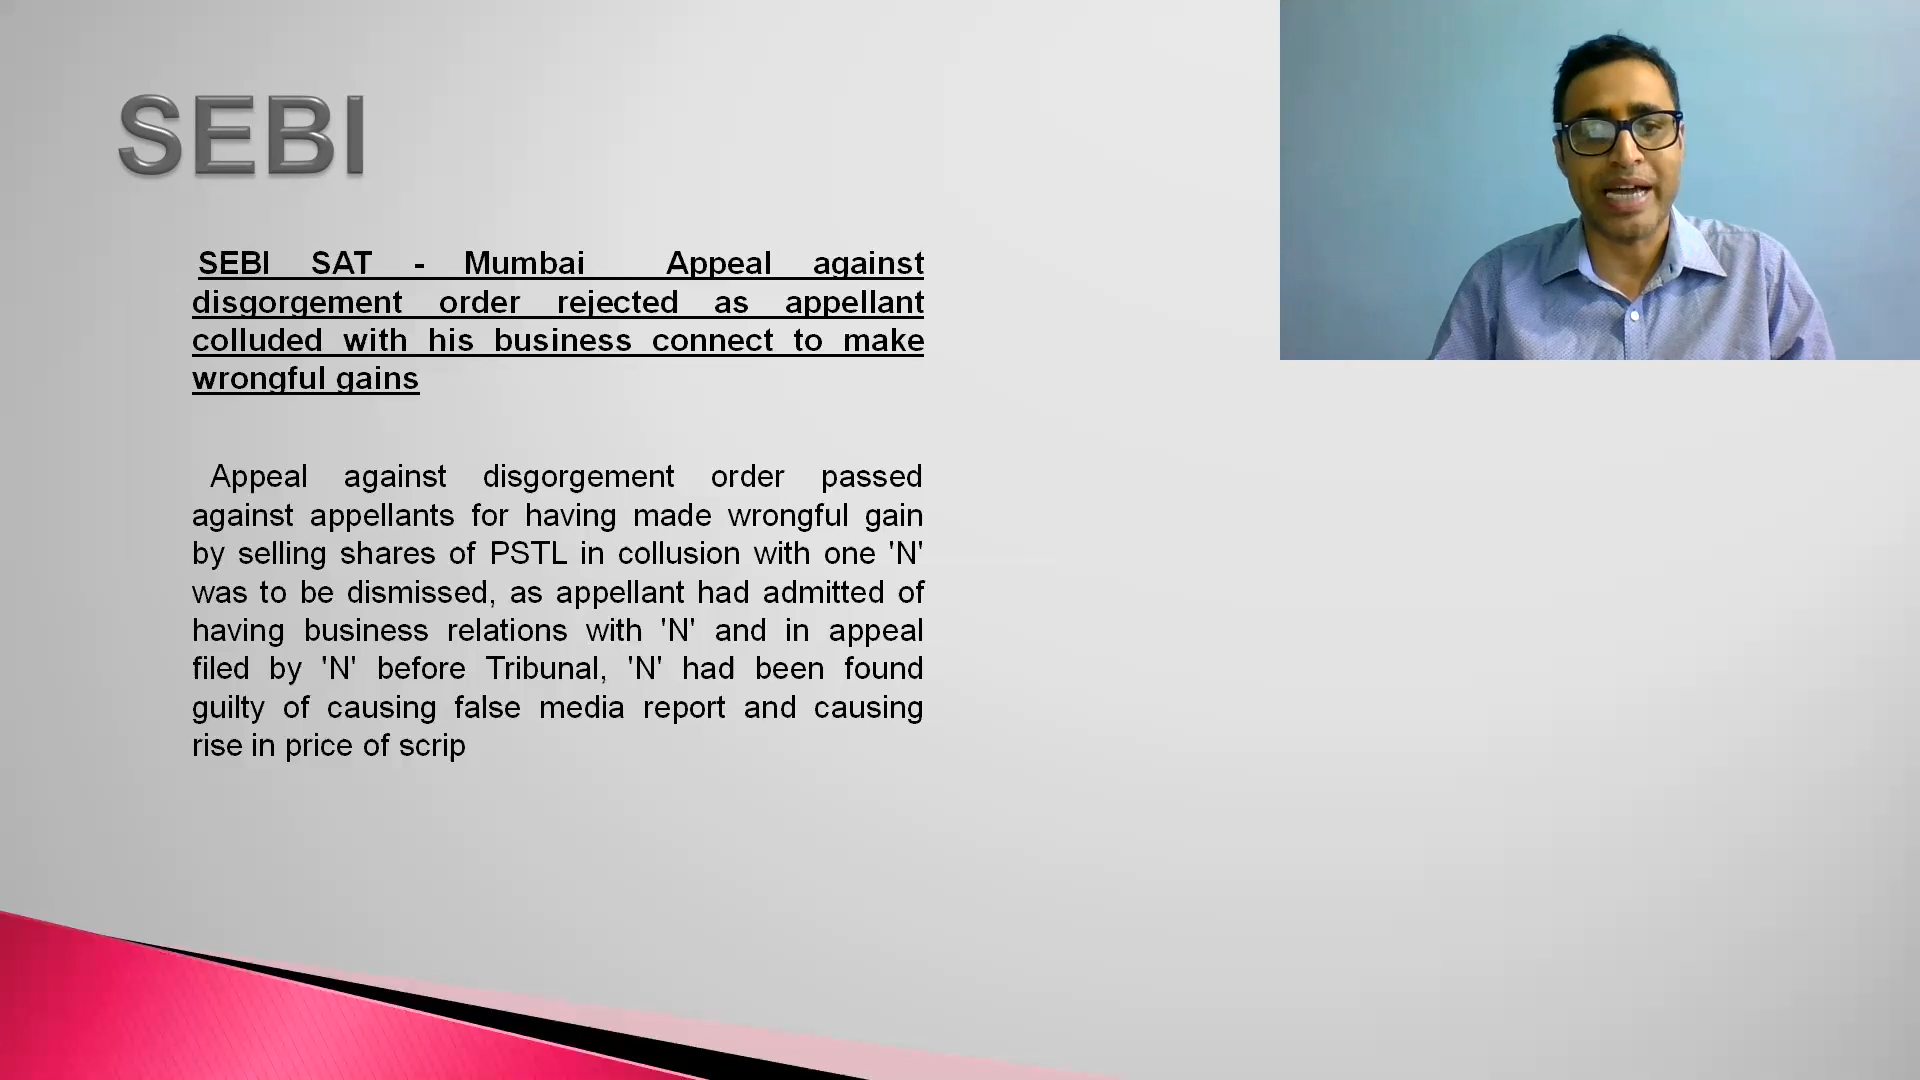 SEBI
SEBI SAT - Mumbai Appeal against
disgorgement order rejected as appellant
colluded with his business connect to make
wrongful gains
Appeal against disgorgement order passed
against appellants for having made wrongful gain
by selling shares of PSTL in collusion with one 'N'
was to be dismissed, as appellant had admitted of
having business relations with 'N' and in appeal
filed by 'N' before Tribunal, 'N' had been found
guilty of causing false media report and causing
rise in price of scrip